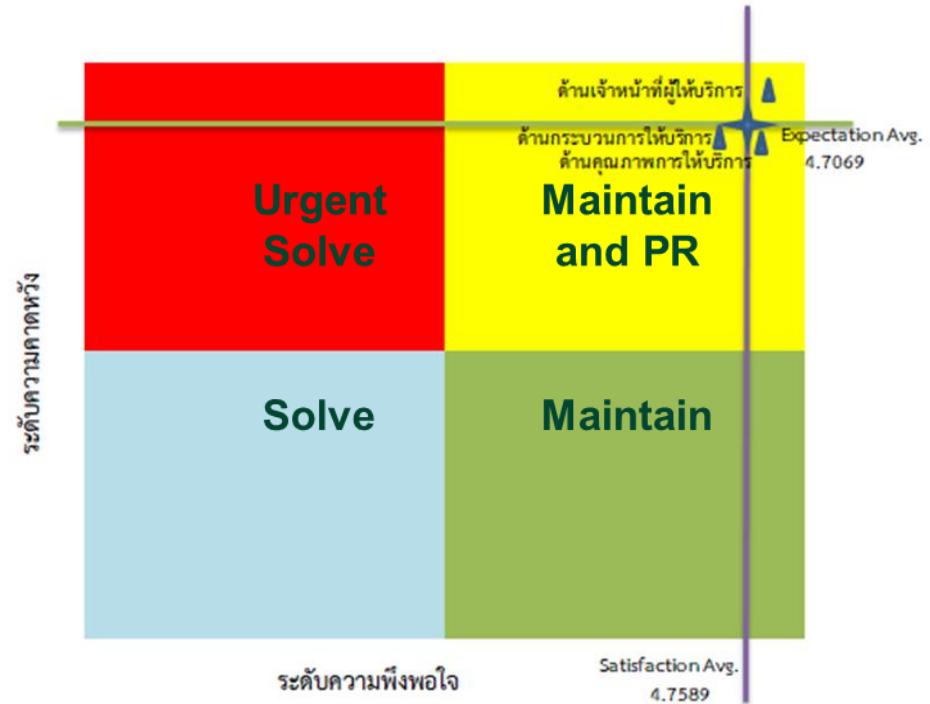 ด้านเจ้าหน้าที่ผู้ให้บริการ
ด้านกระบวนการให้บริการ
Expectation Avg.
ด้านคุณภาพการให้บริการ
4.7069
Urgent
Solve
Maintain
and PR
ระดับความคาดหวัง
Solve
Maintain
ระดับความพึงพอใจ
Satisfaction Avg.
4.7589